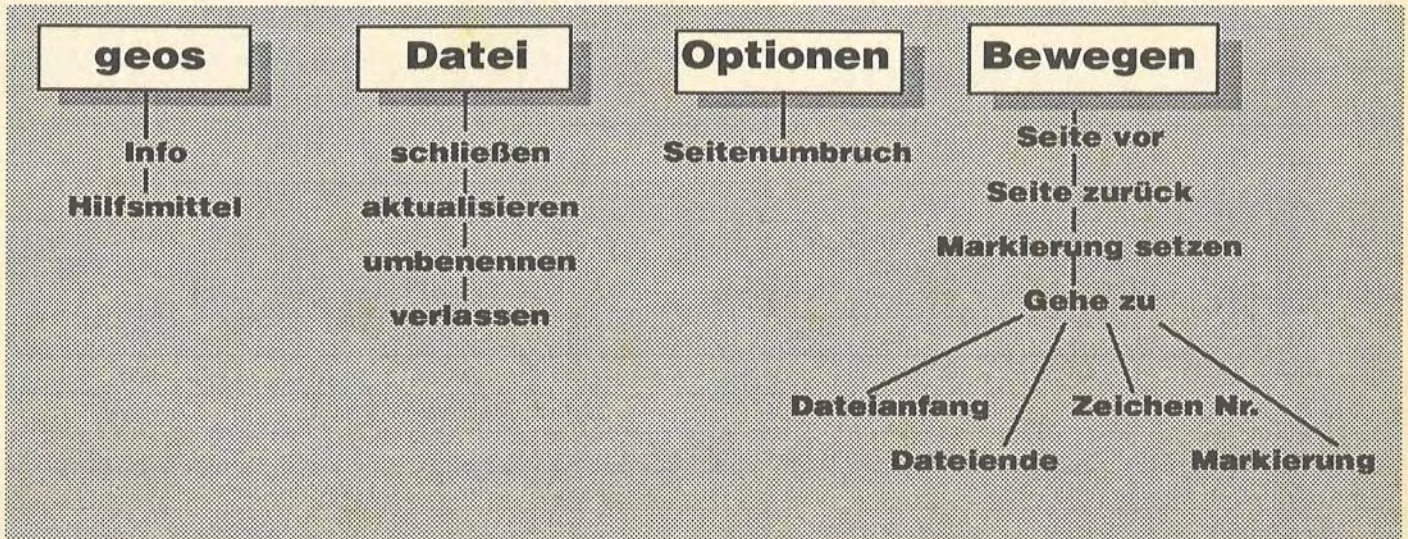 geos
Info
Hilfsmittel
Datei
schließen
aktualisieren
umbenennen
verlassen
Optionen
Seitenumbruch
Bewegen
Seite vor
Seite zurück
Markierung setzen
Gehe zu
Dateianfang
Zeichen Nr.
Dateiende
Markierung